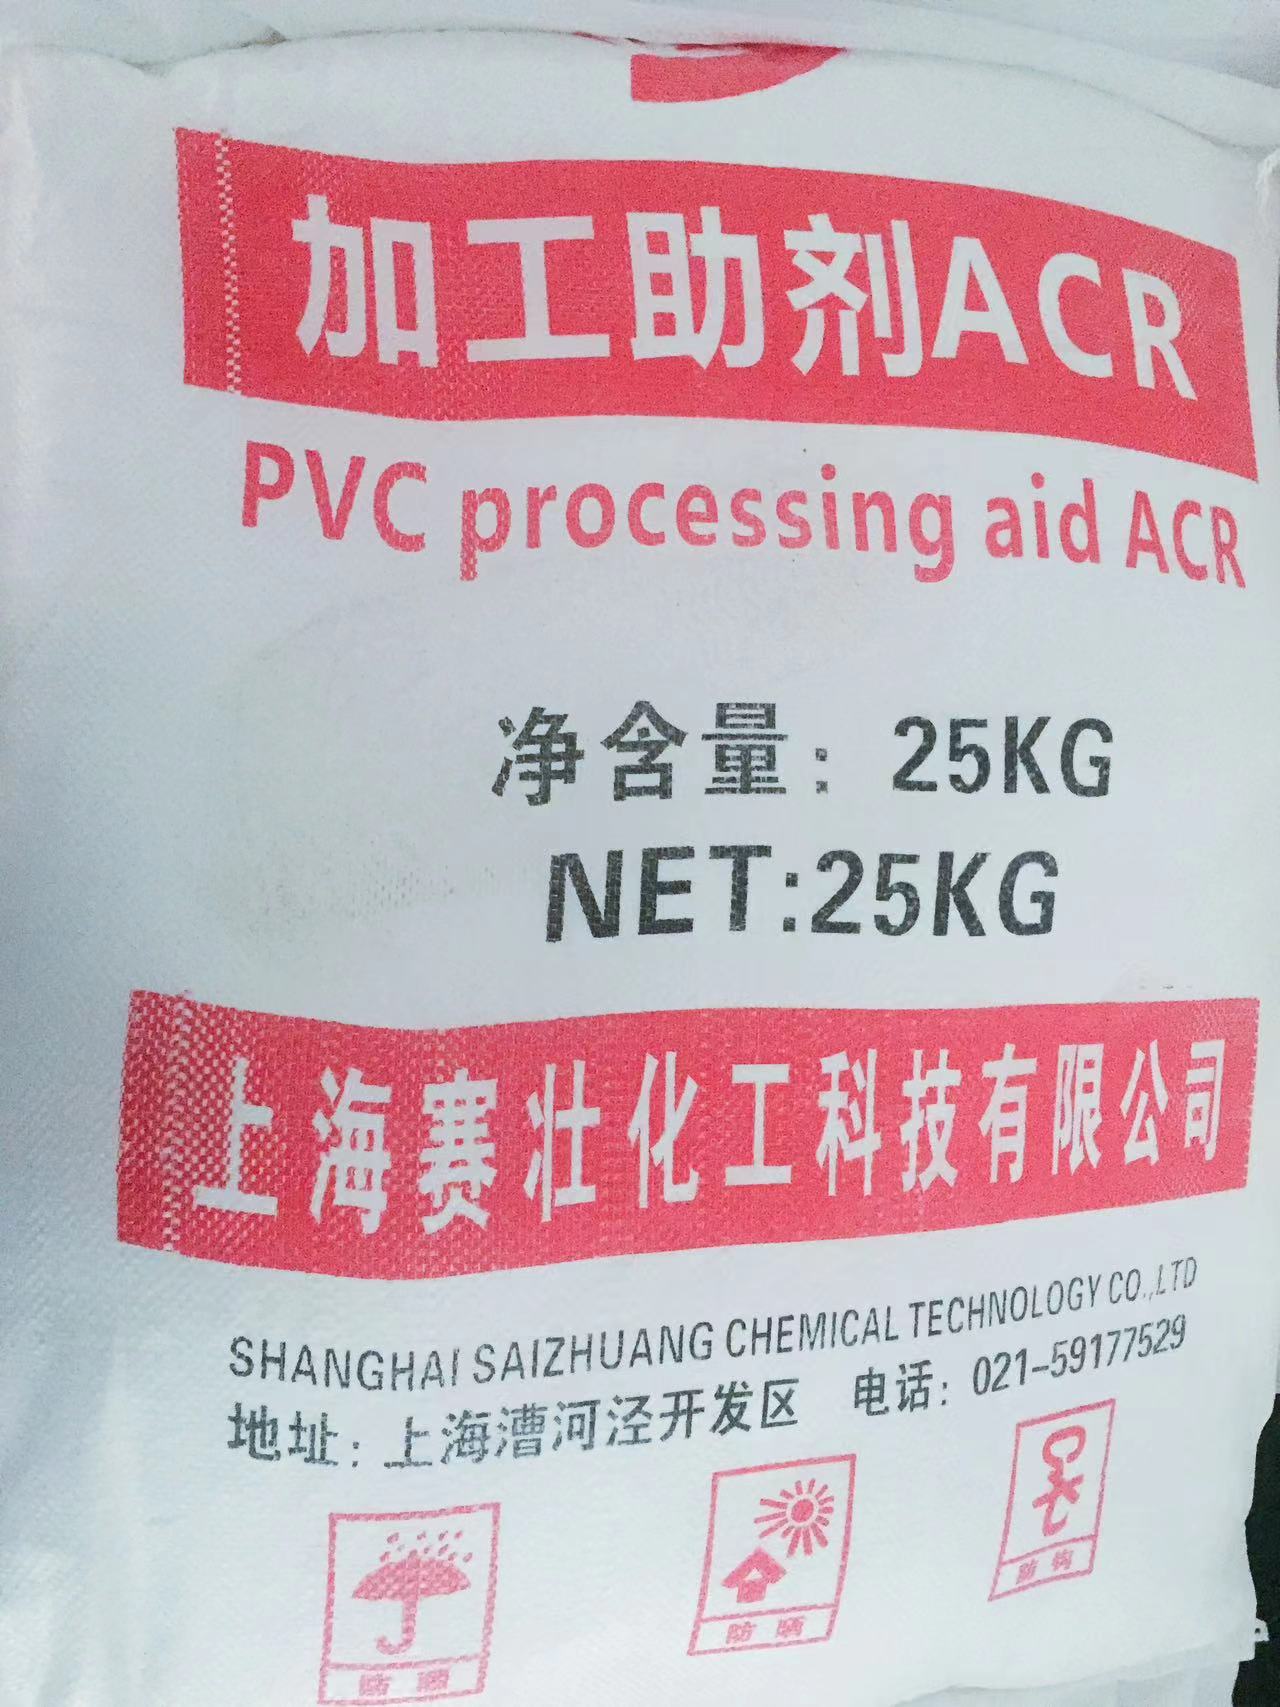 加工助剂ACR
PVC processing aid ACR
净含量：25KG
NET:25KG
上海赛壮化工科技有限公司
SHANGHAI SAIZHUANG CHEMICAL TECHNOLOGY CO.,LTD
地址：上海漕河泾开发区 电话：021-59177529
防晒 防钩